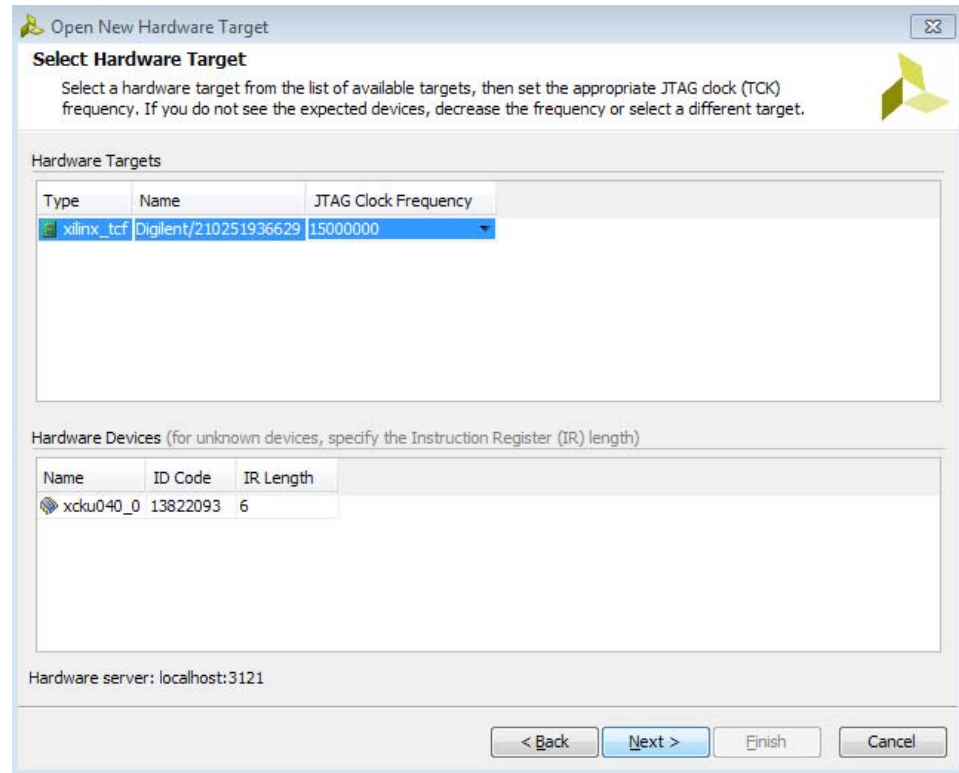 Open New Hardware Target
Select Hardware Target
Select a hardware target from the list of available targets, then set the appropriate JTAG clock (TCK)
frequency. If you do not see the expected devices, decrease the frequency or select a different target.
Hardware Targets
Type Name JTAG Clock Frequency
xilinx_tcf Digilent/210251936629 15000000
Hardware Devices (for unknown devices, specify the Instruction Register (IR) length)
Name ID Code IR Length
xcku040_0 13822093 6
Hardware server: localhost:3121
< Back Next > Finish Cancel